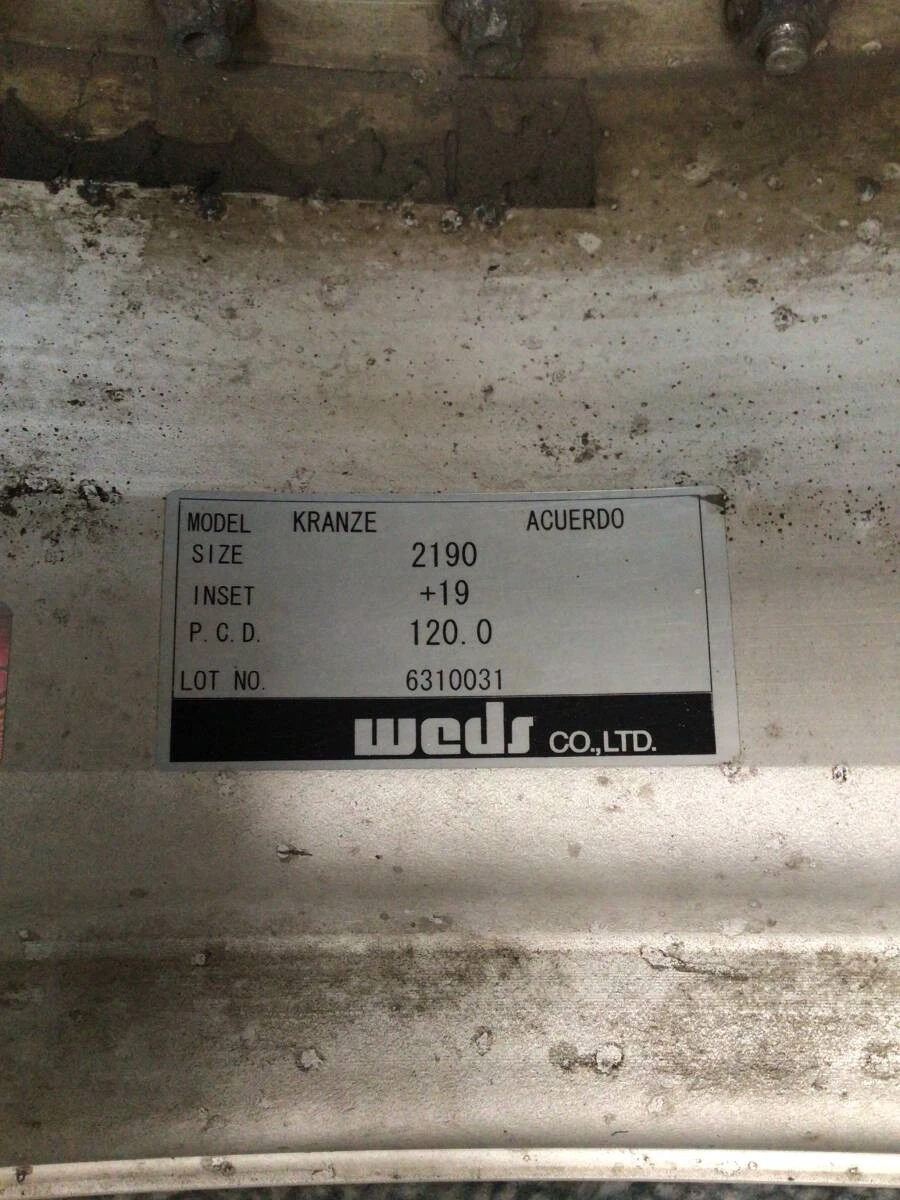 MODEL KRANZE ACUERDO
SIZE 2190
INSET +19
P.C.D. 120.0
LOT NO. 6310031
weds CO.,LTD.